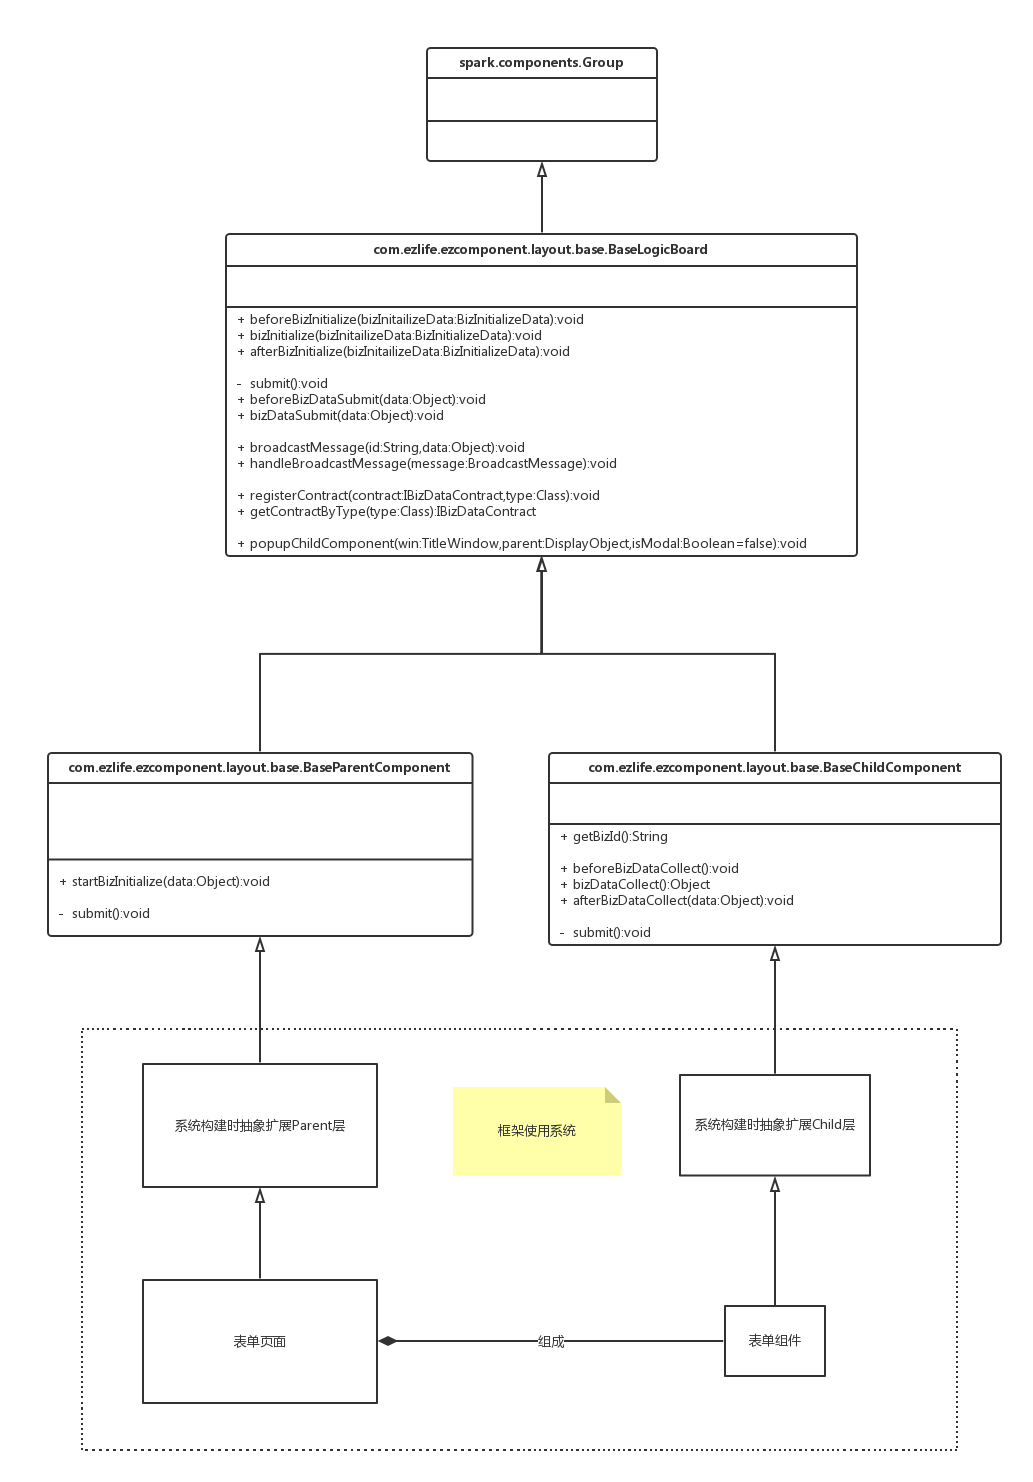 spark.components.Group
com.ezlife.ezcomponent.layout.base.BaseLogicBoard
+ beforeBizInitialize(bizInitailizeData:BizInitializeData):void
+ bizInitialize(bizInitailizeData:BizInitializeData):void
+ afterBizInitialize(bizInitailizeData:BizInitializeData):void
- submit():void
+ beforeBizDataSubmit(data:Object):void
+ bizDataSubmit(data:Object):void
+ broadcastMessage(id:String,data:Object):void
+ handleBroadcastMessage(message:BroadcastMessage):void
+ registerContract(contract:IBizDataContract,type:Class):void
+ getContractByType(type:Class):IBizDataContract
+ popupChildComponent(win:TitleWindow,parent:DisplayObject,isModal:Boolean=false):void
com.ezlife.ezcomponent.layout.base.BaseParentComponent
+ startBizInitialize(data:Object):void
- submit():void
com.ezlife.ezcomponent.layout.base.BaseChildComponent
+ getBizId():String
+ beforeBizDataCollect():void
+ bizDataCollect():Object
+ afterBizDataCollect(data:Object):void
- submit():void
系统构建时抽象扩展Parent层
框架使用系统
系统构建时抽象扩展Child层
表单页面
组成
表单组件